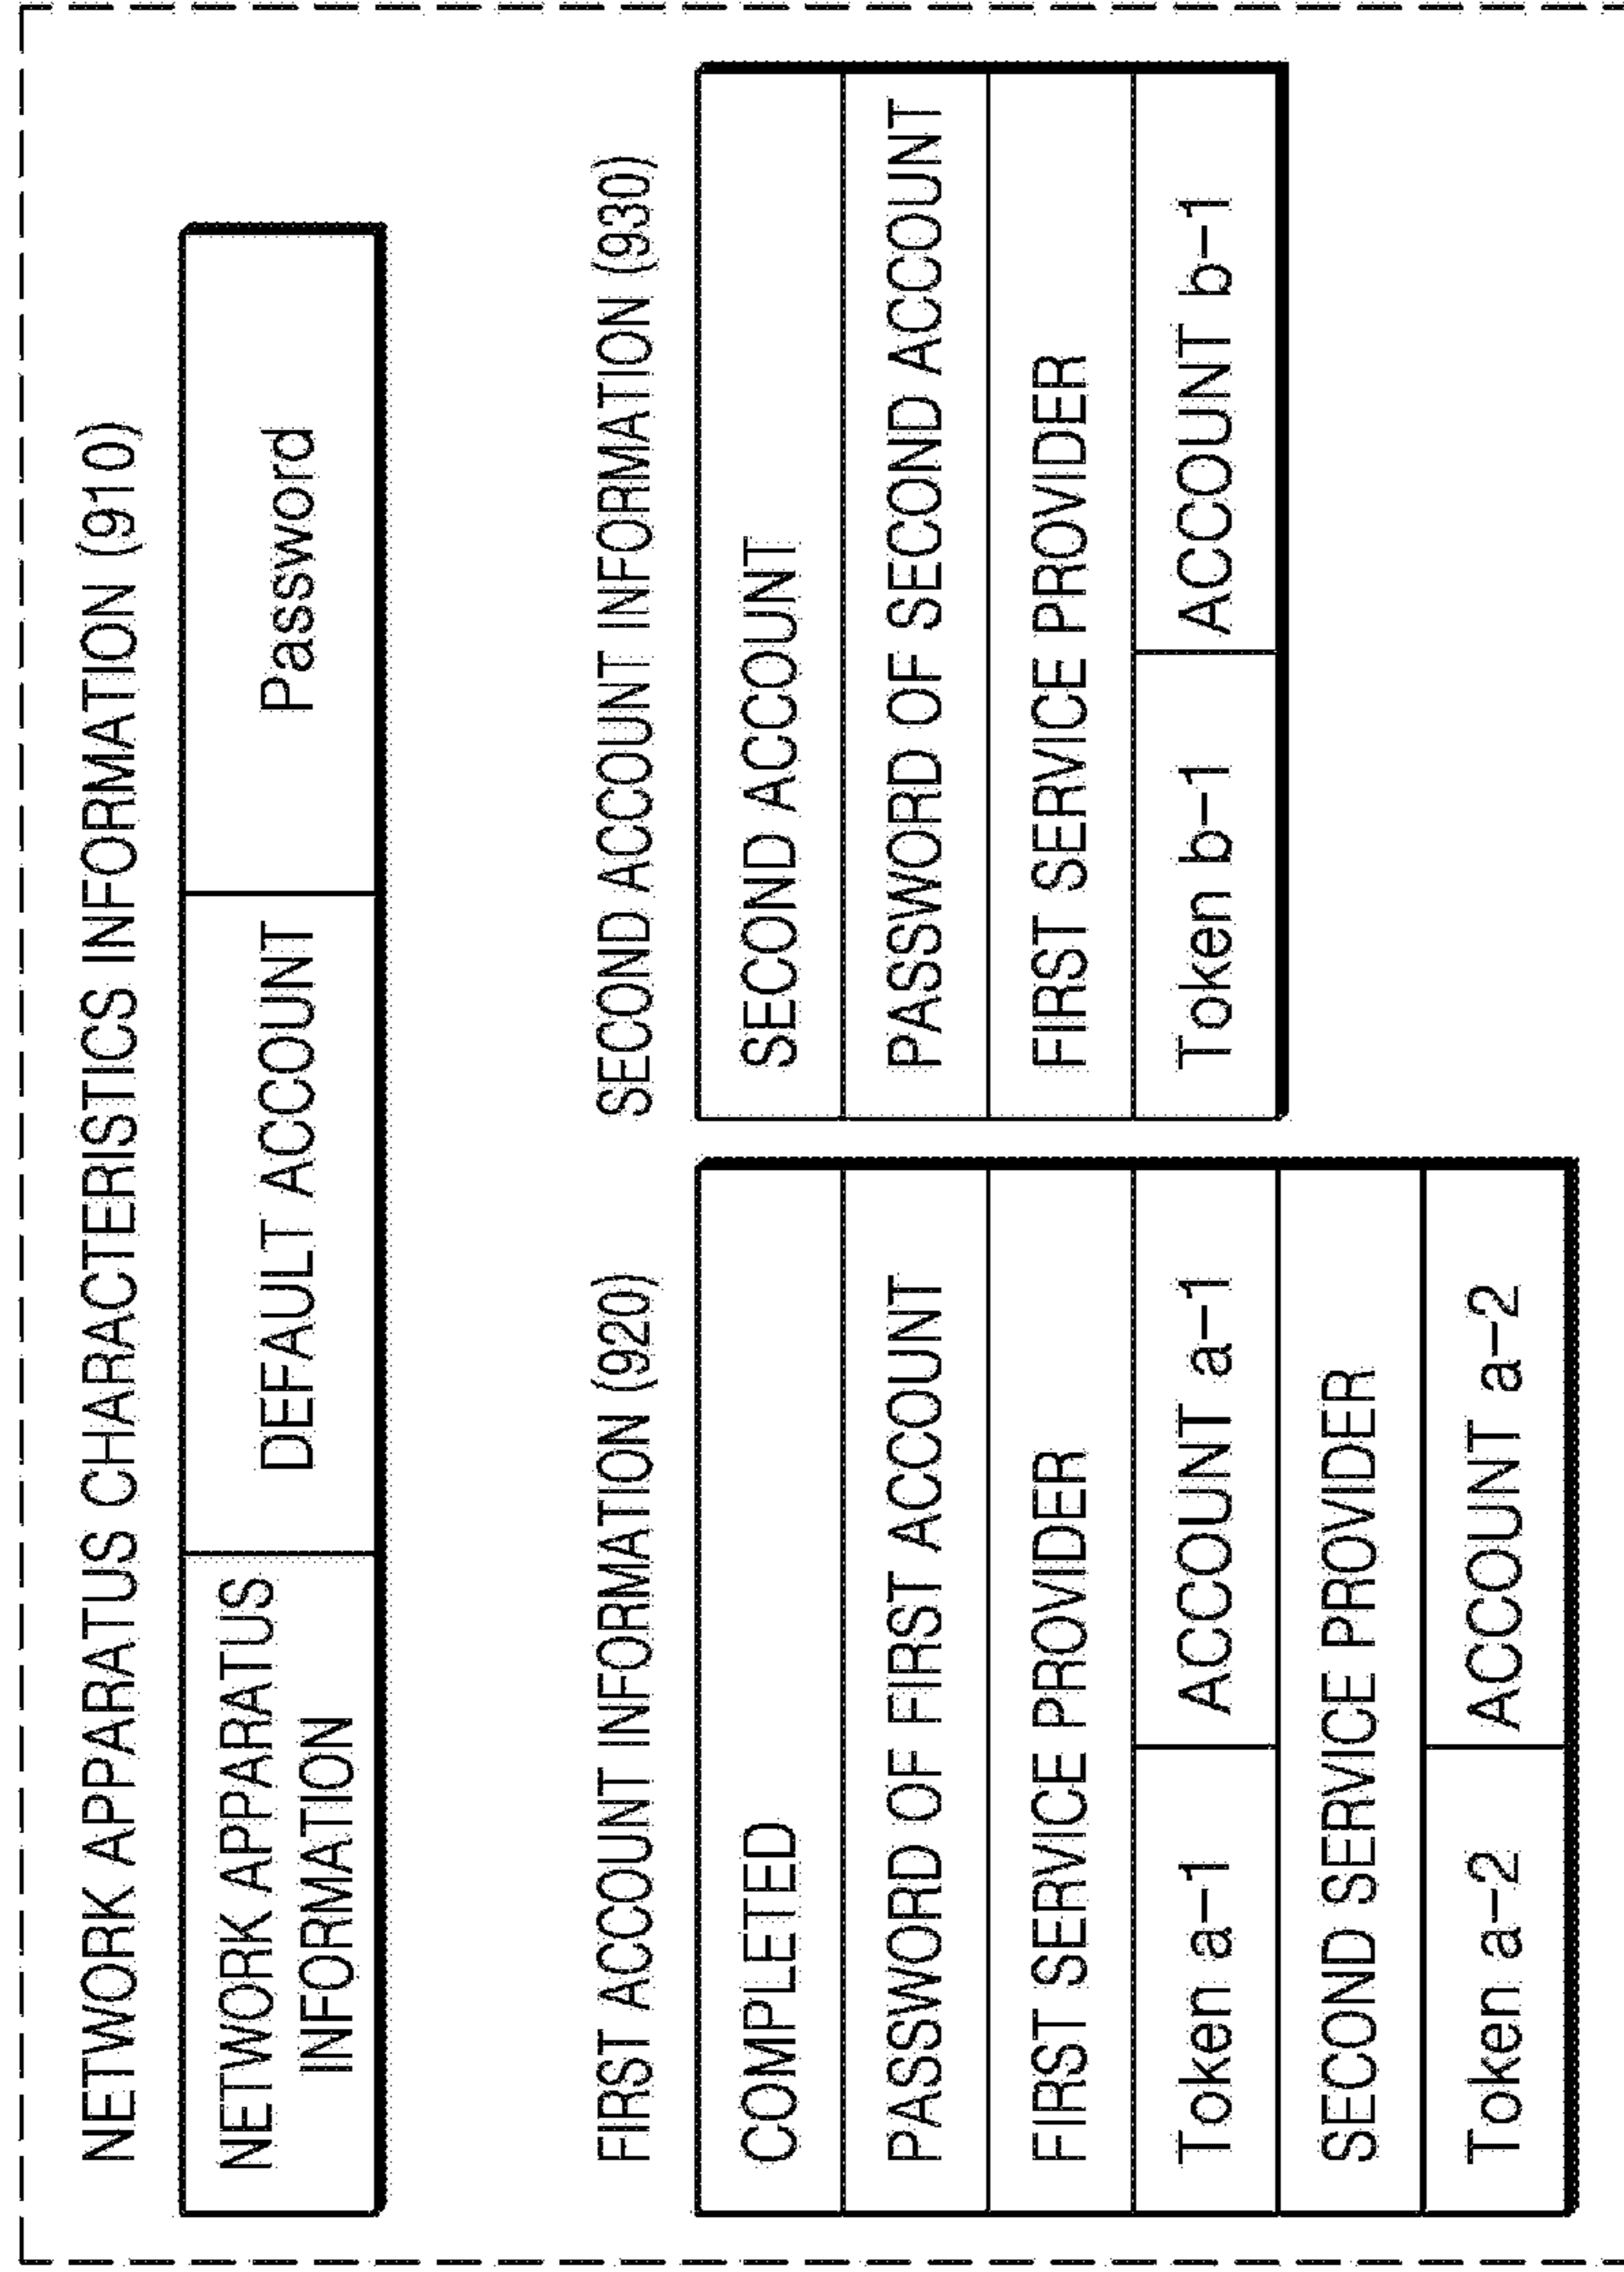 NETWORK APPARATUS CHARACTERISTICS INFORMATION (910)
NETWORK APPARATUS
INFORMATION
DEFAULT ACCOUNT
Password
FIRST ACCOUNT INFORMATION (920)
COMPLETED
PASSWORD OF FIRST ACCOUNT
FIRST SERVICE PROVIDER
Token a-1
ACCOUNT a-1
SECOND SERVICE PROVIDER
Token a-2
ACCOUNT a-2
SECOND ACCOUNT INFORMATION (930)
SECOND ACCOUNT
PASSWORD OF SECOND ACCOUNT
FIRST SERVICE PROVIDER
Token b-1
ACCOUNT b-1